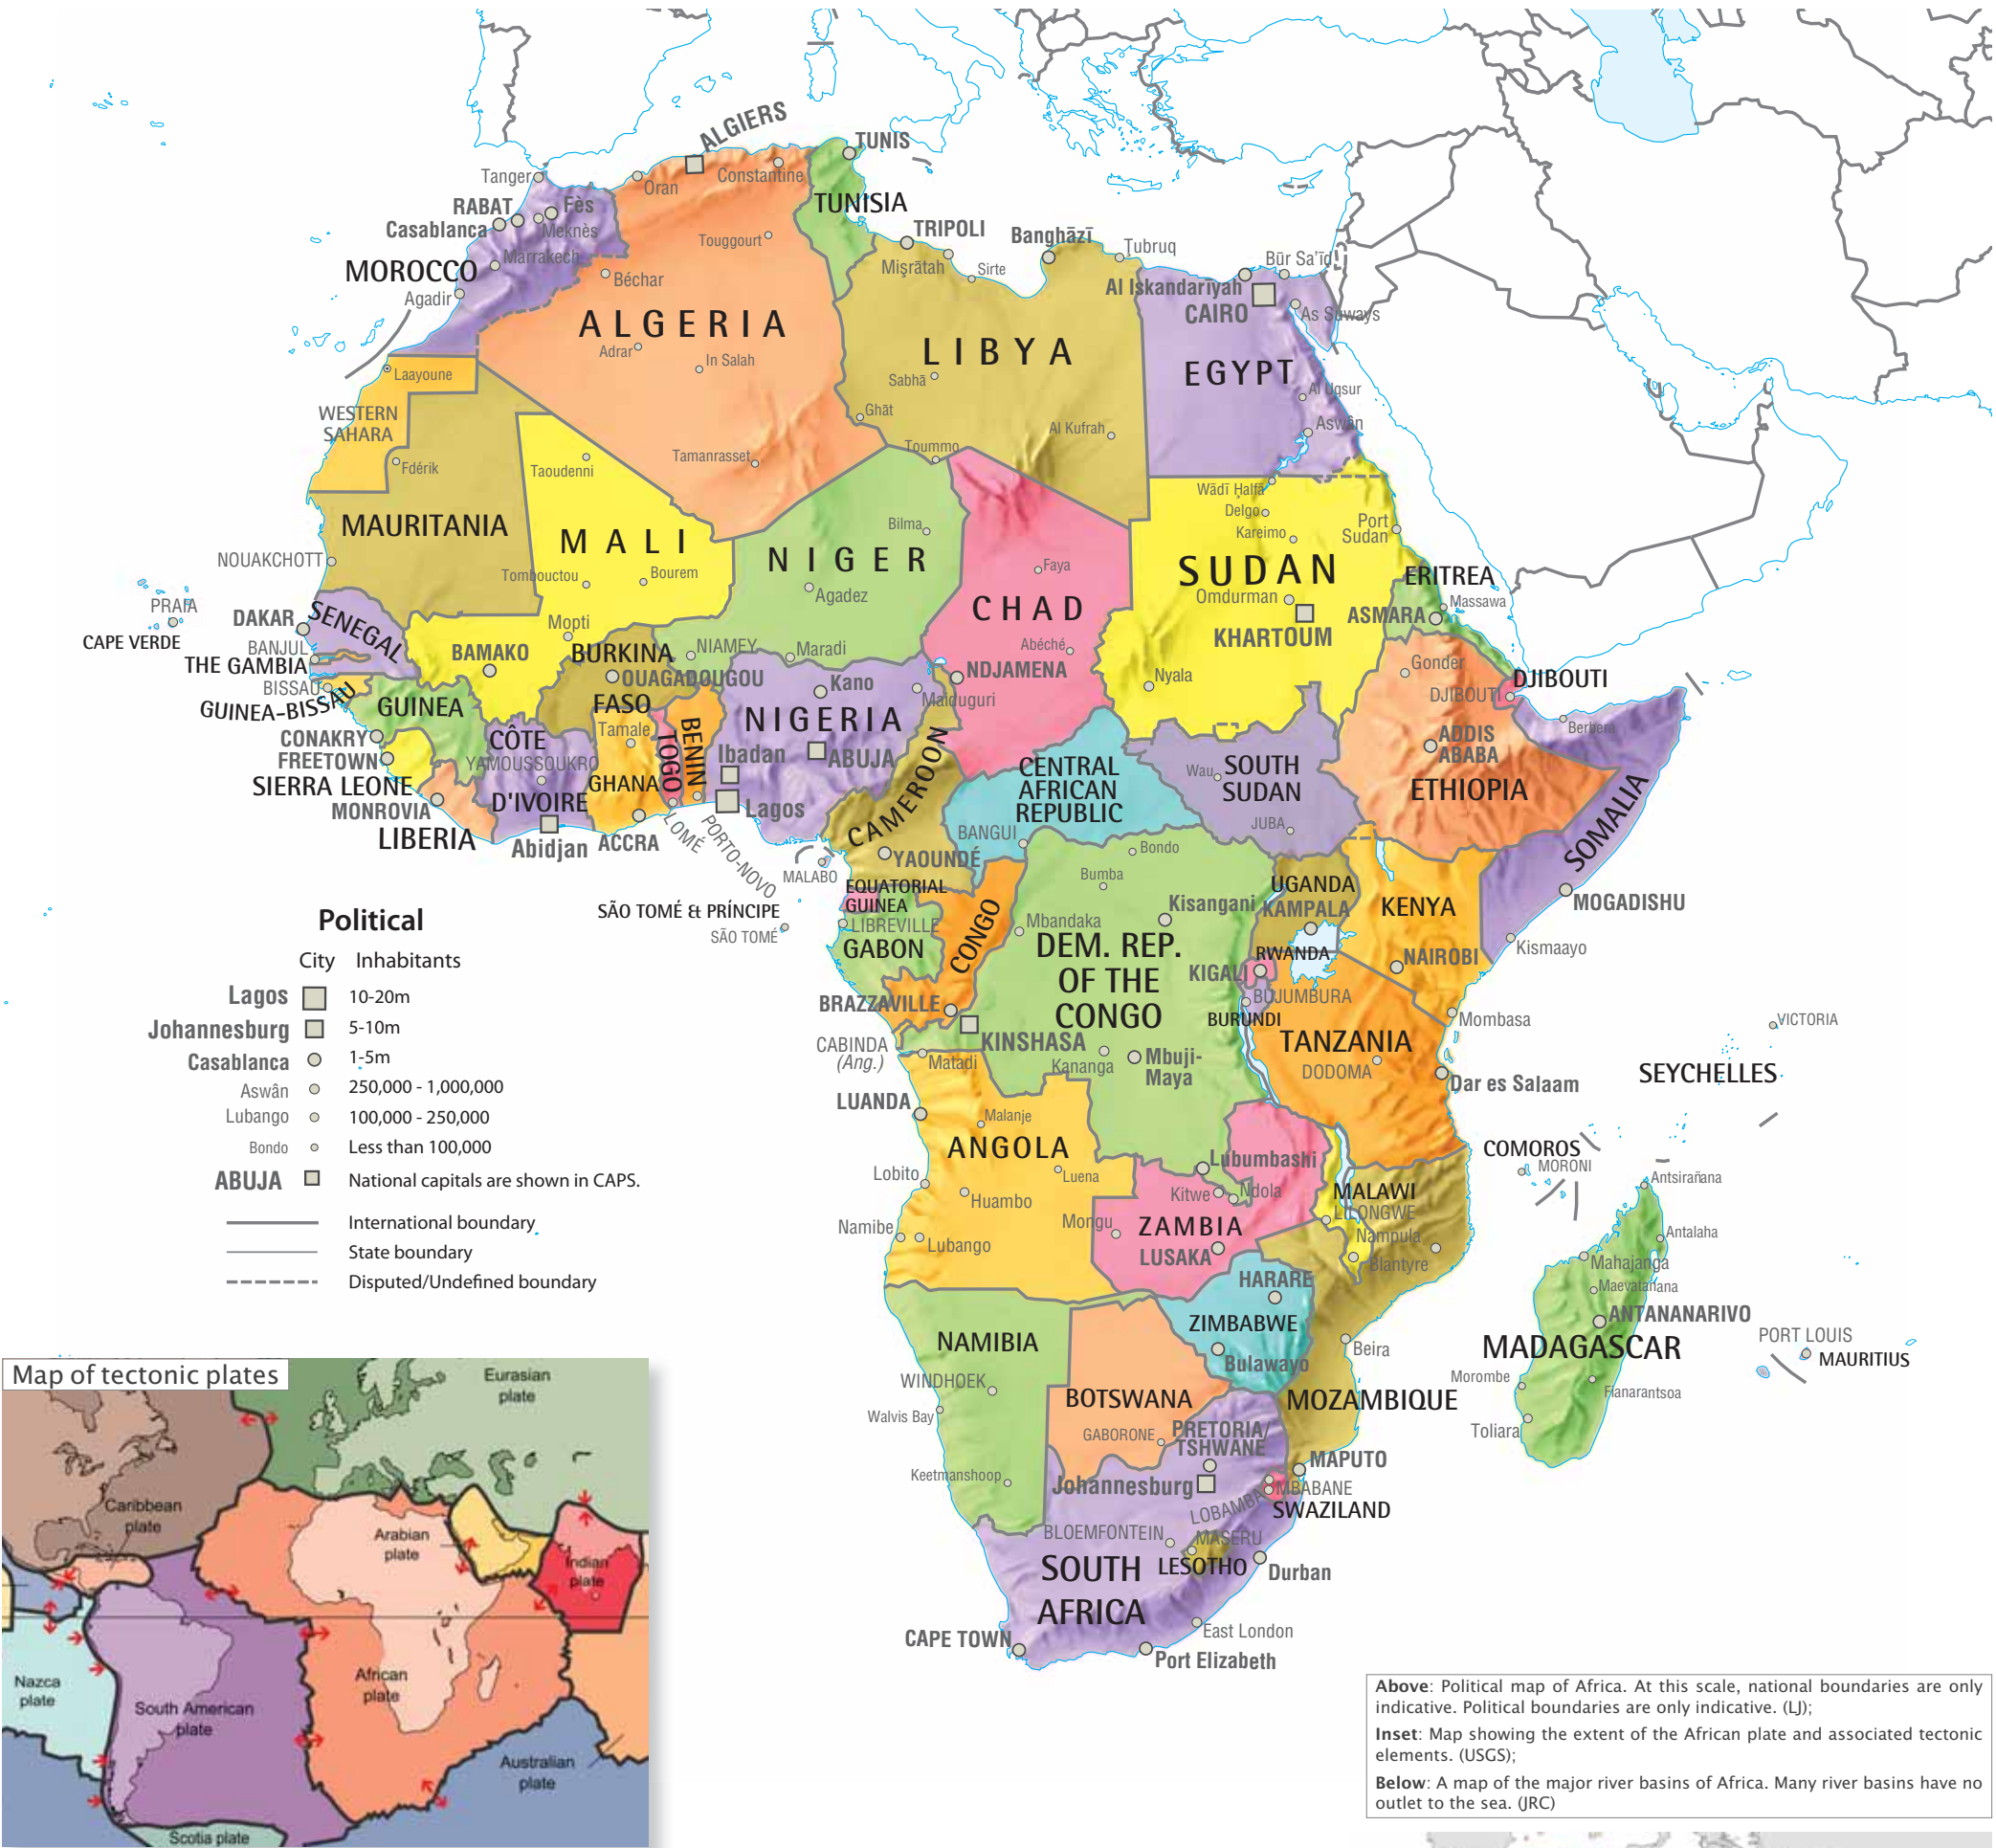 ALGIERS
TUNIS
Tanger
Oran
Constantine
RABAT
Fès
TUNISIA
Casablanca
Meknès
Touggourt
TRIPOLI
Banghāzī
Ţubruq
Marrakech
Mişrātah
Sirte
Būr Sa'īd
MOROCCO
Béchar
Al Iskandarīyah
Agadir
CAIRO
As Suways
ALGERIA
LIBYA
Adrar
In Salah
EGYPT
Laayoune
Sabhā
Al Uqsur
WESTERN
SAHARA
Ghāt
Al Kufrah
Aswân
Toummo
Fdérik
Taoudenni
Tamanrasset
Wādī Ḩalfā
MAURITANIA
Bilma
Delgo
Kareimo
Port
Sudan
MALI
NIGER
NOUAKCHOTT
Faya
SUDAN
ERITREA
Tombouctou
Bourem
Agadez
Omdurman
Massawa
PRAIA
CHAD
ASMARA
DAKAR
SENEGAL
Mopti
KHARTOUM
CAPE VERDE
BANJUL
BAMAKO
BURKINA
NIAMEY
Maradi
Abéché
THE GAMBIA
Gonder
BISSAU
OUAGADOUGOU
Kano
NDJAMENA
Nyala
DJIBOUTI
DJIBOUTI
GUINEA-BISSAU
GUINEA
FASO
Maiduguri
NIGERIA
Tamale
BENIN
TOGO
Berbera
CONAKRY
CÔTE
ADDIS
ABABA
FREETOWN
YAMOUSSOUKRO
Ibadan
ABUJA
CAMEROON
CENTRAL
AFRICAN
REPUBLIC
Wau
SOUTH
SUDAN
SIERRA LEONE
GHANA
ETHIOPIA
D'IVOIRE
MONROVIA
Lagos
SOMALIA
LIBERIA
Abidjan
ACCRA
LOMÉ
PORTO-NOVO
BANGUI
JUBA
MALABO
YAOUNDÉ
Bondo
Bumba
EQUATORIAL
GUINEA
UGANDA
KAMPALA
KENYA
MOGADISHU
SÃO TOMÉ & PRÍNCIPE
SÃO TOMÉ
LIBREVILLE
GABON
CONGO
Mbandaka
Kisangani
DEM. REP.
OF THE
CONGO
RWANDA
NAIROBI
Kismaayo
KIGALI
BRAZZAVILLE
BUJUMBURA
BURUNDI
Mombasa
VICTORIA
CABINDA
(Ang.)
KINSHASA
TANZANIA
Matadi
Kananga
Mbuji-
Maya
DODOMA
SEYCHELLES
Dar es Salaam
LUANDA
Malanje
ANGOLA
COMOROS
MORONI
Lobito
Luena
Lubumbashi
Antsirañana
Huambo
Kitwe
Ndola
MALAWI
LILONGWE
Namibe
Lubango
Mongu
ZAMBIA
Nampula
Antalaha
LUSAKA
Blantyre
Mahajanga
HARARE
Maevatanana
ANTANANARIVO
NAMIBIA
ZIMBABWE
Beira
MADAGASCAR
PORT LOUIS
MAURITIUS
Bulawayo
WINDHOEK
Morombe
Fianarantsoa
BOTSWANA
MOZAMBIQUE
Walvis Bay
GABORONE
PRETORIA/
TSHWANE
Toliara
MAPUTO
Keetmanshoop
Johannesburg
LOBAMBA
MBABANE
SWAZILAND
BLOEMFONTEIN
MASERU
SOUTH
AFRICA
LESOTHO
Durban
East London
CAPE TOWN
Port Elizabeth
Political
City Inhabitants
Lagos 10-20m
Johannesburg 5-10m
Casablanca 1-5m
Aswân 250,000 - 1,000,000
Lubango 100,000 - 250,000
Bondo Less than 100,000
ABUJA National capitals are shown in CAPS.
International boundary
State boundary
Disputed/Undefined boundary
Map of tectonic plates
Eurasian
plate
Caribbean
plate
Arabian
plate
Indian
plate
Nazca
plate
African
plate
South American
plate
Australian
plate
Scotia plate
Above: Political map of Africa. At this scale, national boundaries are only
indicative. Political boundaries are only indicative. (LJ);
Inset: Map showing the extent of the African plate and associated tectonic
elements. (USGS);
Below: A map of the major river basins of Africa. Many river basins have no
outlet to the sea. (JRC)